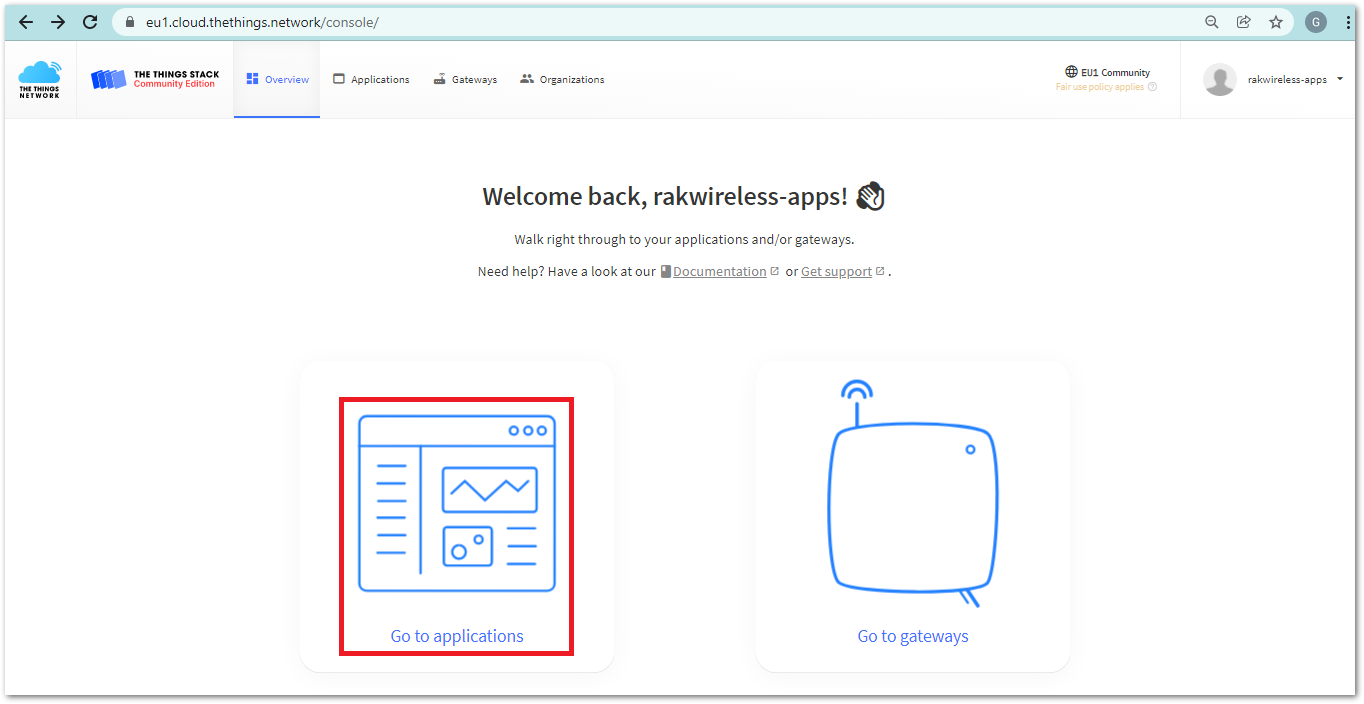 eu1.cloud.thethings.network/console/
G
THE THINGS
NETWORK
THE THINGS STACK
Community Edition
Overview
Applications
Gateways
Organizations
EU1 Community
Fair use policy applies
rakwireless-apps
Welcome back, rakwireless-apps!
Walk right through to your applications and/or gateways.
Need help? Have a look at our Documentation or Get support .
Go to applications
Go to gateways